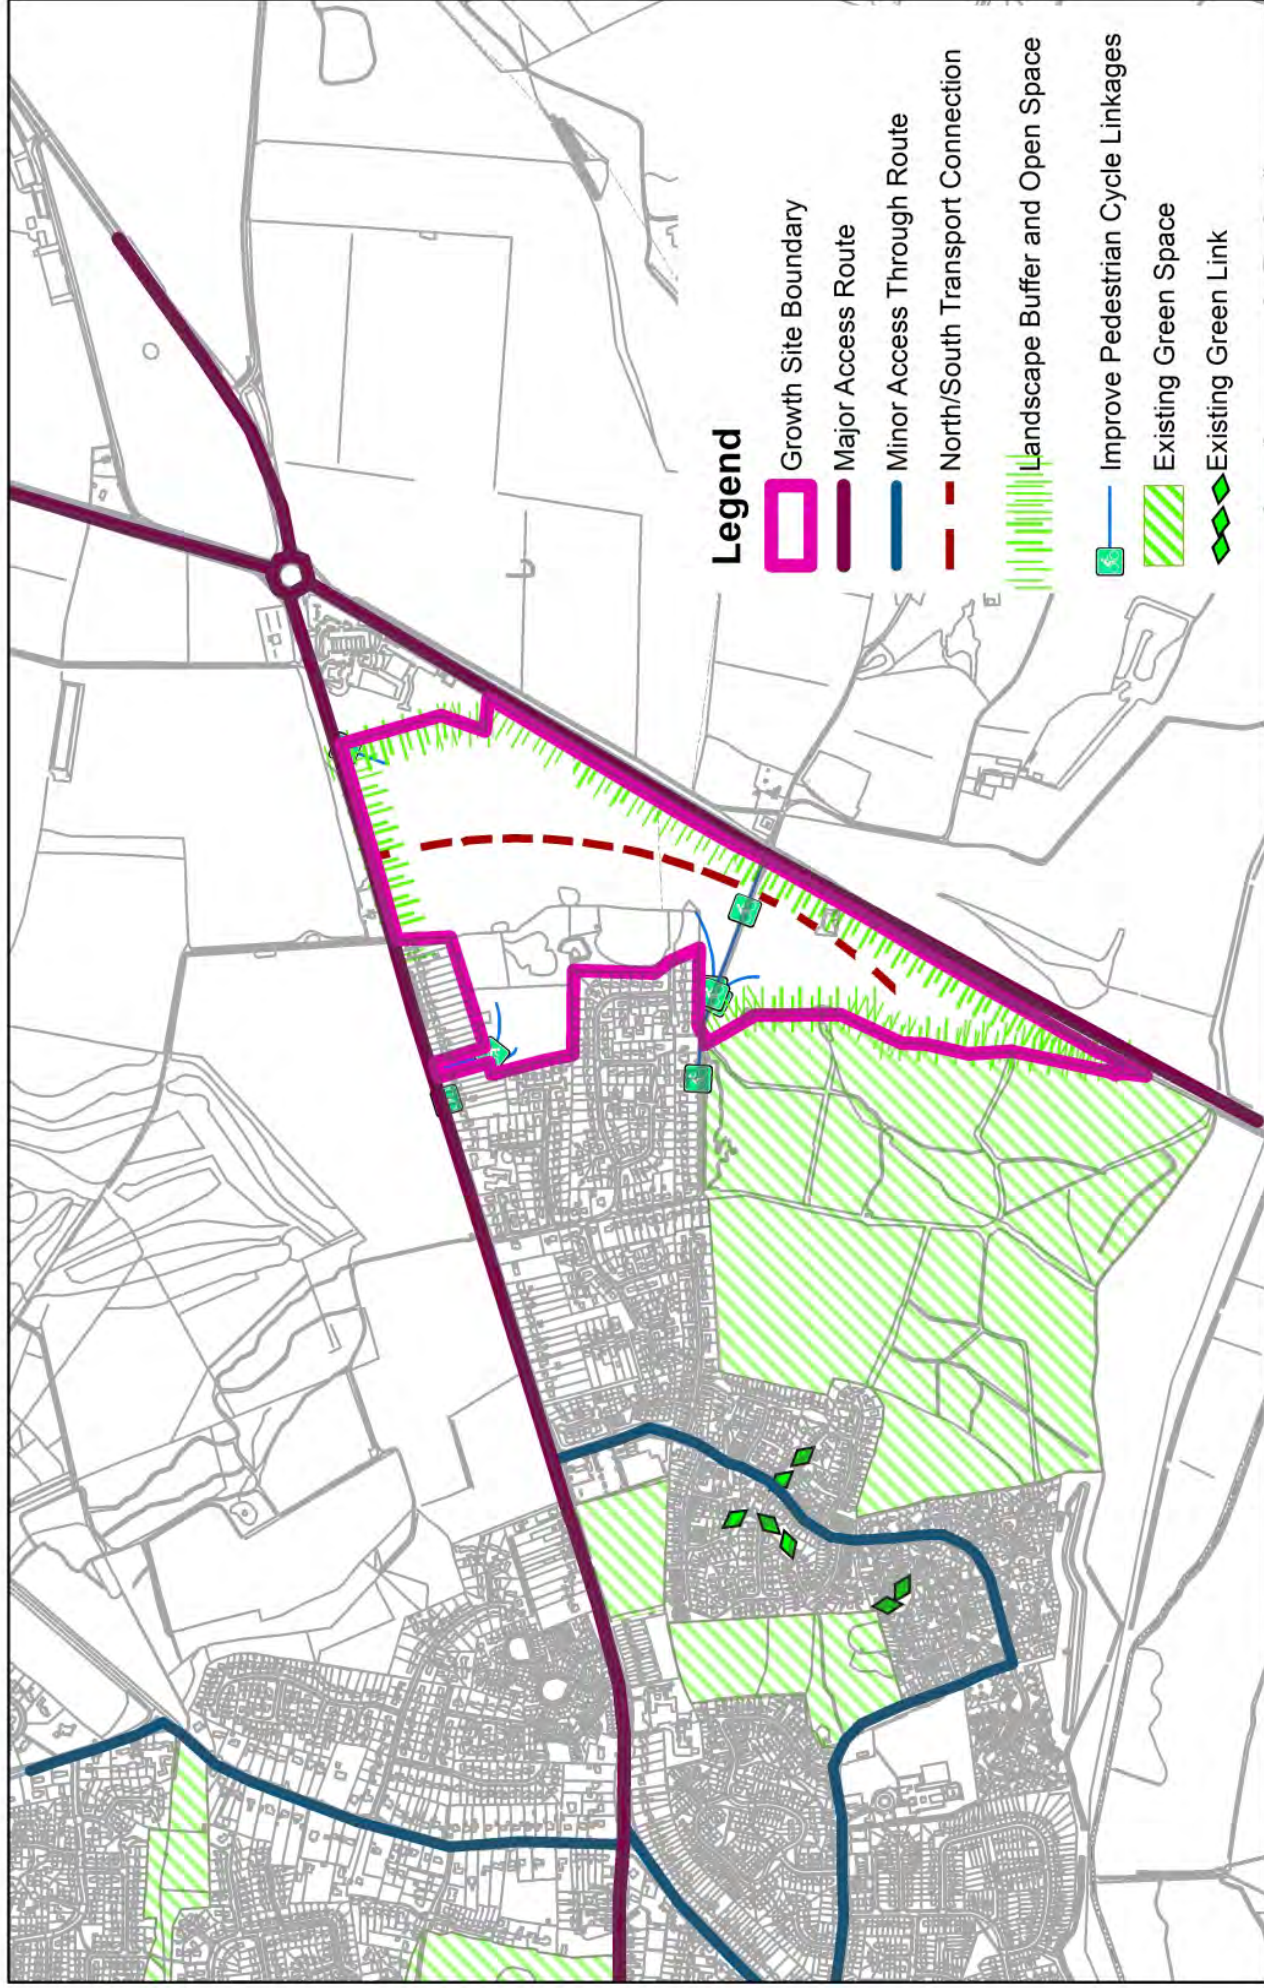 Legend
Growth Site Boundary
Major Access Route
Minor Access Through Route
North/South Transport Connection
Landscape Buffer and Open Space
Improve Pedestrian Cycle Linkages
Existing Green Space
Existing Green Link